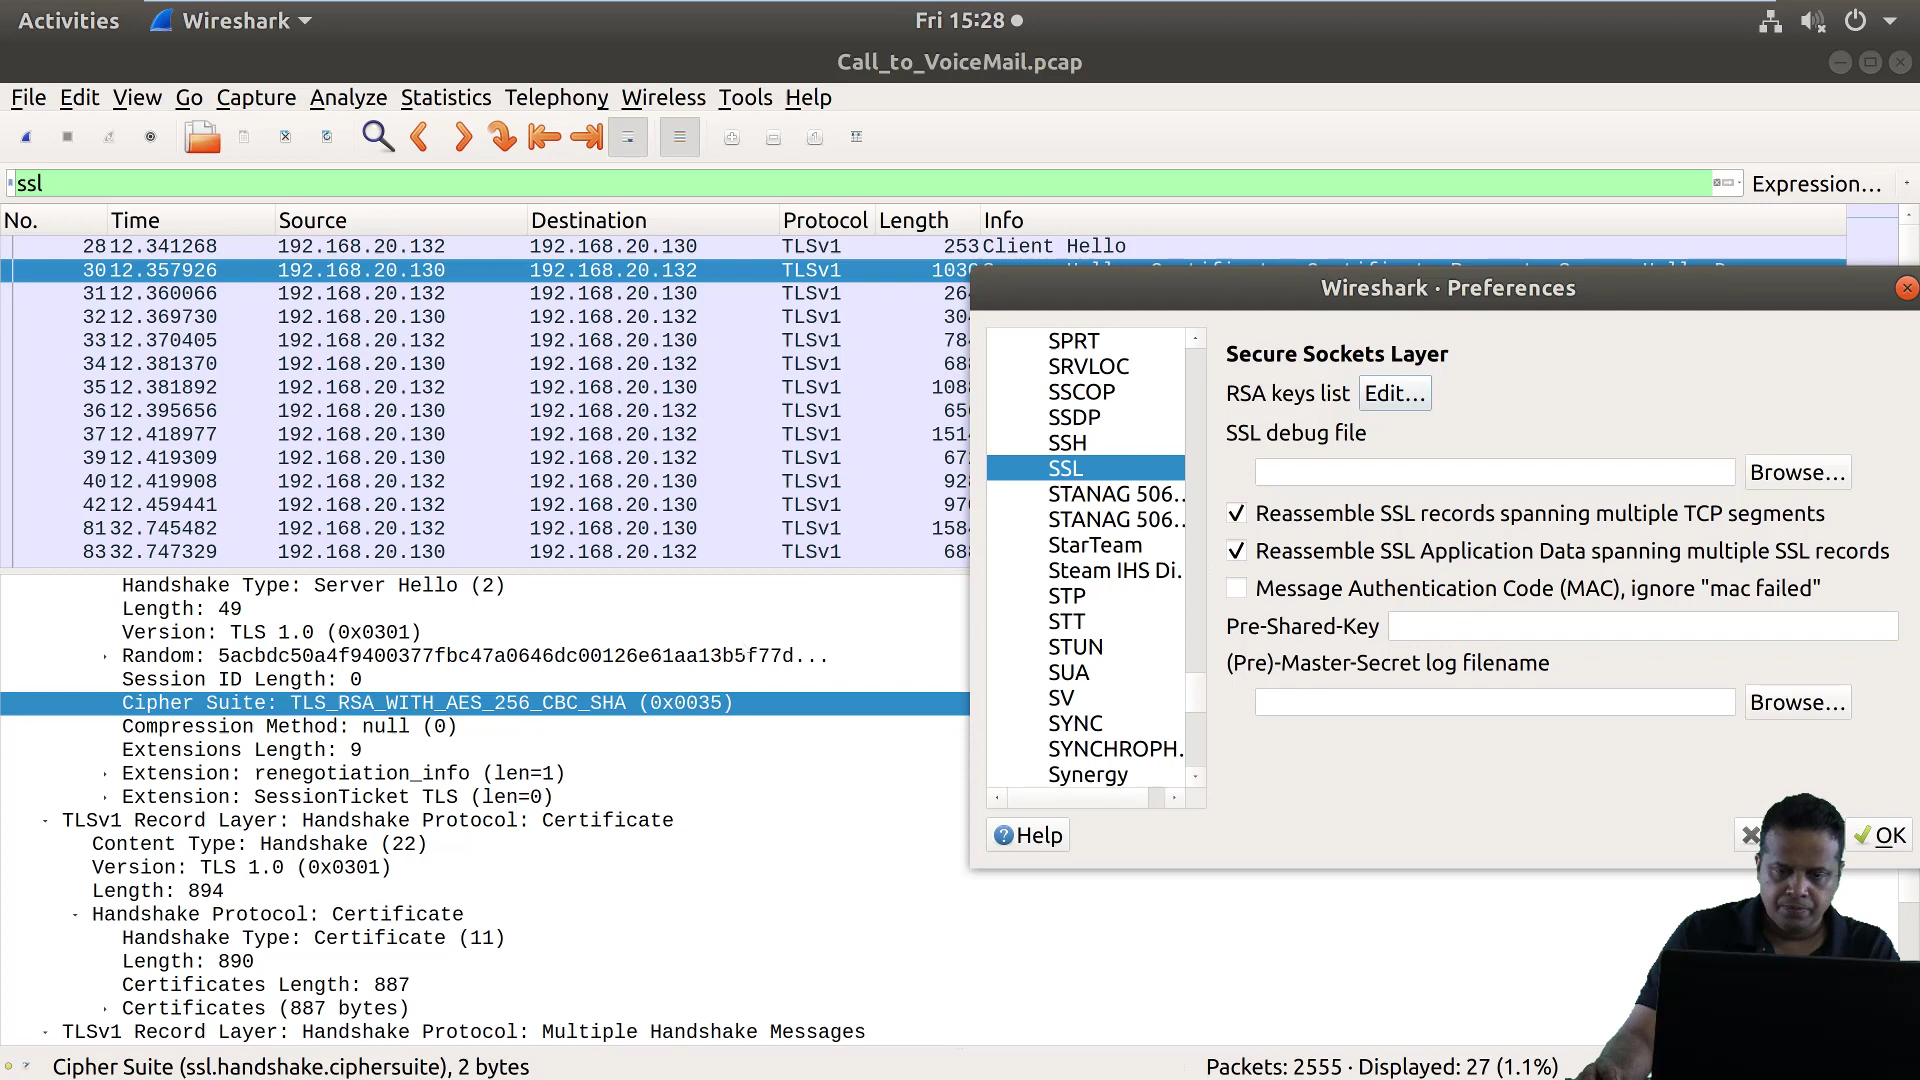 Activities Wireshark Fri 15:28
Call_to_VoiceMail.pcap
File Edit View Go Capture Analyze Statistics Telephony Wireless Tools Help
ssl Expression...
No. Time Source Destination Protocol Length Info
28 12.341268 192.168.20.132 192.168.20.130 TLSv1 253 Client Hello
30 12.357926 192.168.20.130 192.168.20.132 TLSv1
31 12.360066 192.168.20.132 192.168.20.130 TLSv1
32 12.369730 192.168.20.130 192.168.20.132 TLSv1
33 12.370405 192.168.20.132 192.168.20.130 TLSv1
34 12.381370 192.168.20.130 192.168.20.132 TLSv1
35 12.381892 192.168.20.132 192.168.20.130 TLSv1
36 12.395656 192.168.20.132 192.168.20.130 TLSv1
37 12.418977 192.168.20.130 192.168.20.132 TLSv1
39 12.419309 192.168.20.130 192.168.20.132 TLSv1
40 12.419908 192.168.20.132 192.168.20.130 TLSv1
42 12.459441 192.168.20.130 192.168.20.132 TLSv1
81 32.745482 192.168.20.132 192.168.20.130 TLSv1
83 32.747329 192.168.20.130 192.168.20.132 TLSv1
Handshake Type: Server Hello (2)
Length: 49
Version: TLS 1.0 (0x0301)
Random: 5acbdc50a4f9400377fbc47a0646dc00126e61aa13b5f77d...
Session ID Length: 0
Cipher Suite: TLS_RSA_WITH_AES_256_CBC_SHA (0x0035)
Compression Method: null (0)
Extensions Length: 9
Extension: renegotiation_info (len=1)
Extension: SessionTicket TLS (len=0)
TLSv1 Record Layer: Handshake Protocol: Certificate
Content Type: Handshake (22)
Version: TLS 1.0 (0x0301)
Length: 894
Handshake Protocol: Certificate
Handshake Type: Certificate (11)
Length: 890
Certificates Length: 887
Certificates (887 bytes)
TLSv1 Record Layer: Handshake Protocol: Multiple Handshake Messages
Wireshark · Preferences
SPRT
SRVLOC
SSCOP
SSDP
SSH
SSL
STANAG 506..
STANAG 506..
StarTeam
Steam IHS Di.
STP
STT
STUN
SUA
SV
SYNC
SYNCHROPH.
Synergy
Secure Sockets Layer
RSA keys list Edit...
SSL debug file
Browse...
Reassemble SSL records spanning multiple TCP segments
Reassemble SSL Application Data spanning multiple SSL records
Message Authentication Code (MAC), ignore "mac failed"
Pre-Shared-Key
(Pre)-Master-Secret log filename
Browse...
Help OK
Cipher Suite (ssl.handshake.ciphersuite), 2 bytes Packets: 2555 · Displayed: 27 (1.1%)